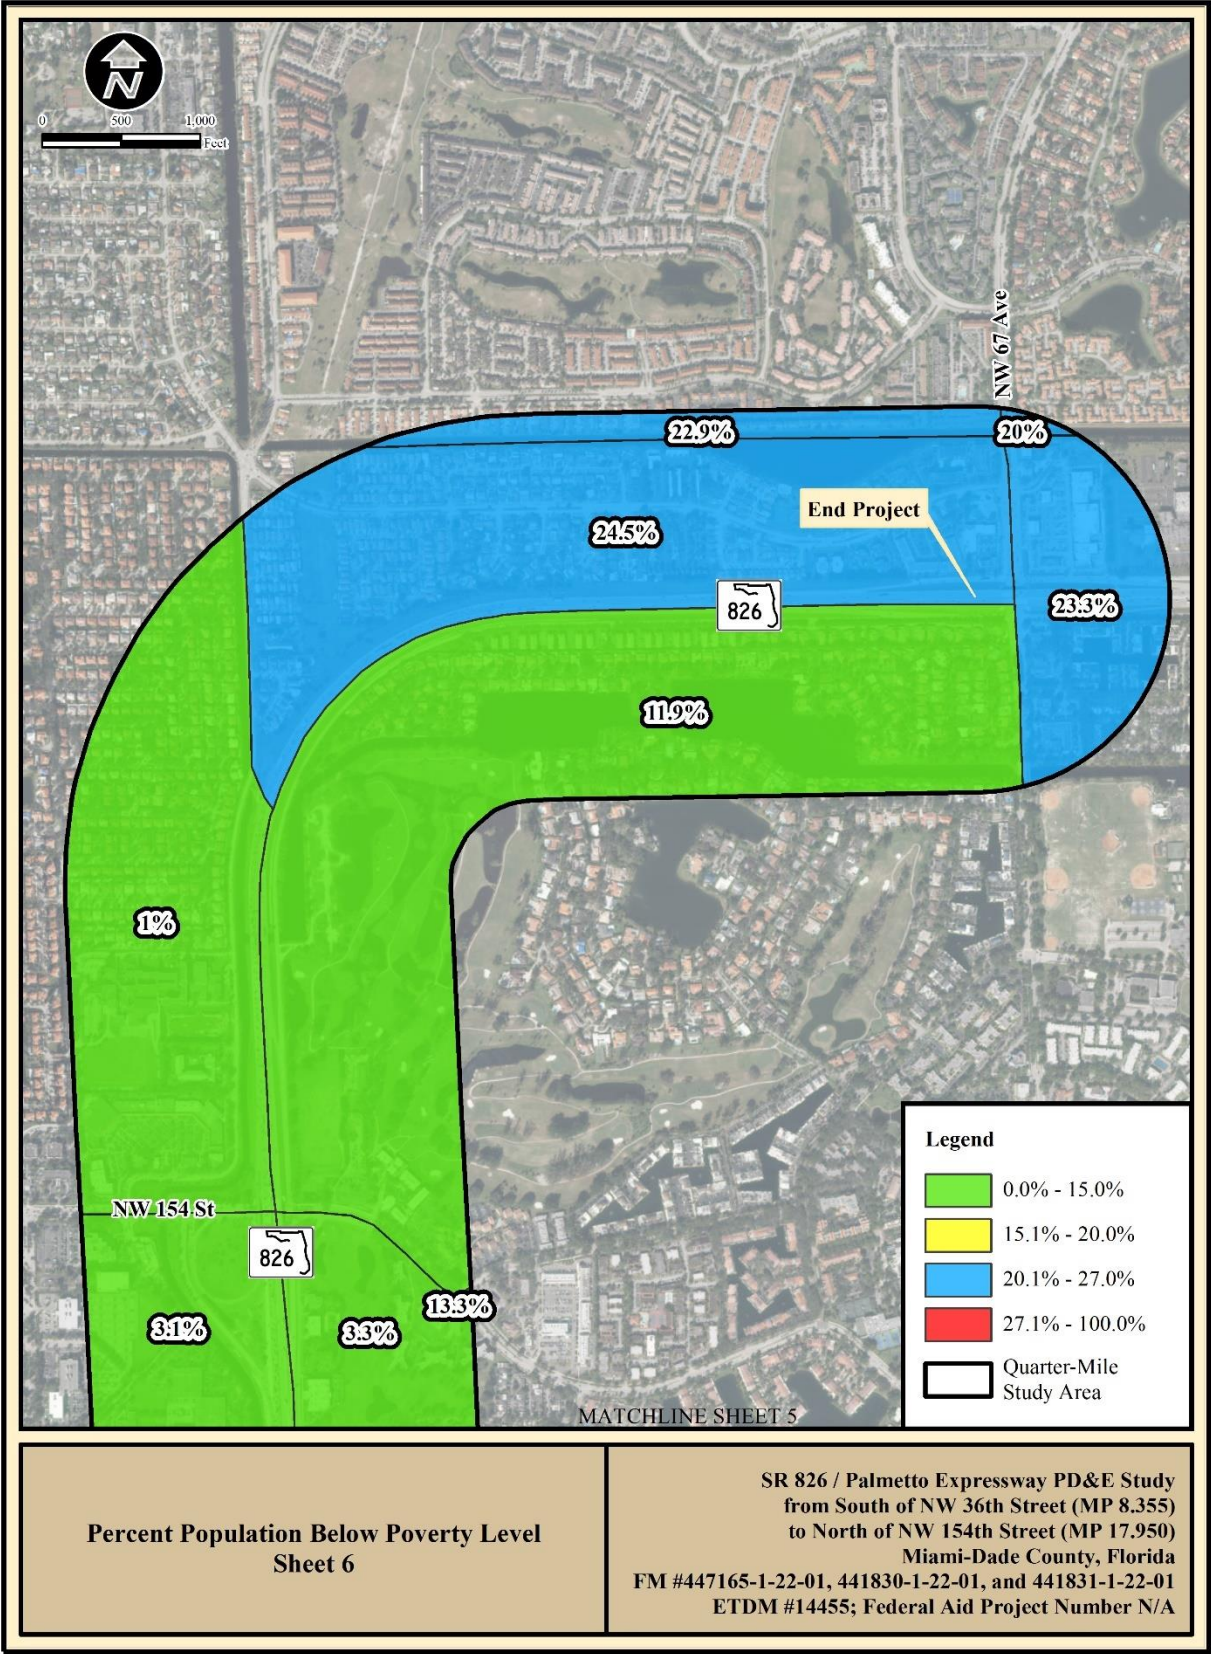 N
0 500 1,000
Feet
NW 67 Ave
22.9%
20%
End Project
24.5%
826
23.3%
11.9%
1%
NW 154 St
826
13.3%
3.1%
3.3%
MATCHLINE SHEET 5
Legend
0.0% - 15.0%
15.1% - 20.0%
20.1% - 27.0%
27.1% - 100.0%
Quarter-Mile
Study Area
Percent Population Below Poverty Level
Sheet 6
SR 826 / Palmetto Expressway PD&E Study
from South of NW 36th Street (MP 8.355)
to North of NW 154th Street (MP 17.950)
Miami-Dade County, Florida
FM #447165-1-22-01, 441830-1-22-01, and 441831-1-22-01
ETDM #14455; Federal Aid Project Number N/A